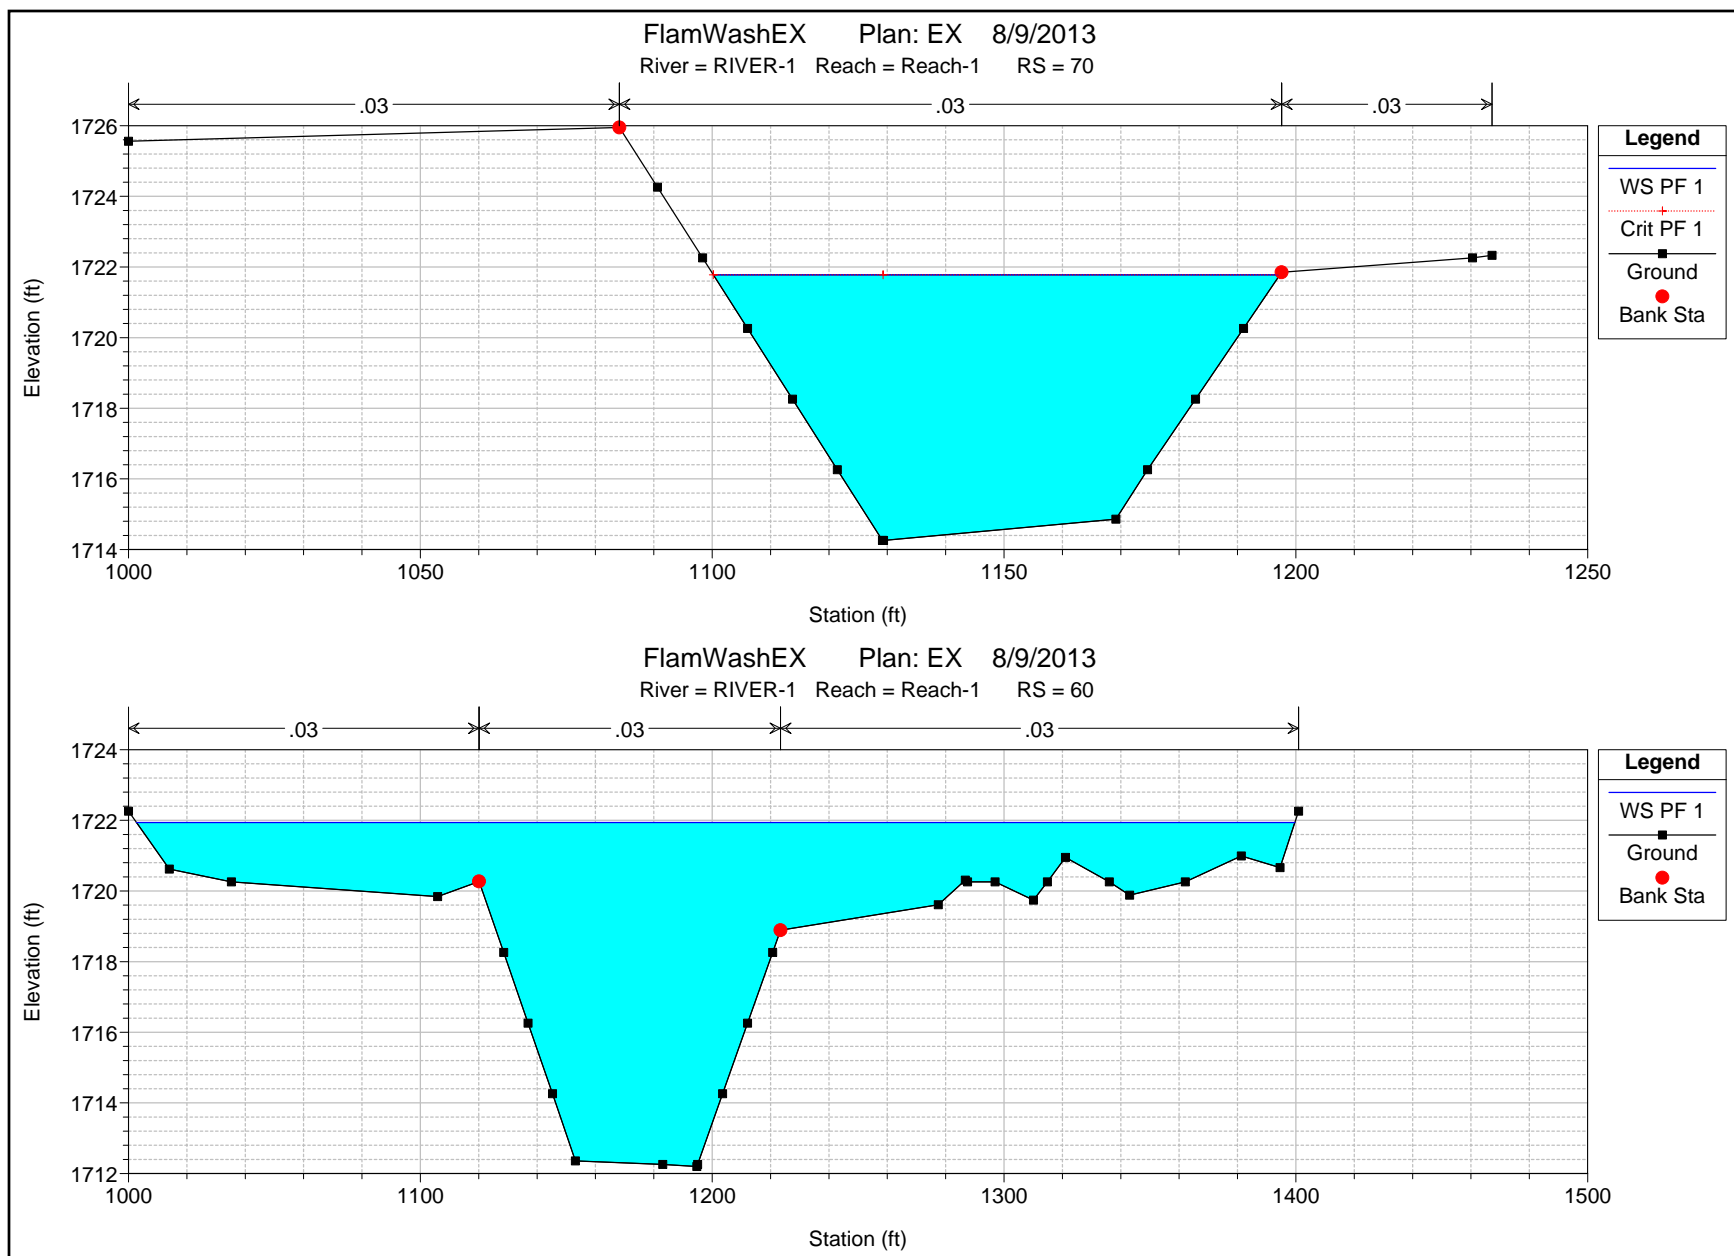 FlamWashEX Plan: EX 8/9/2013
River = RIVER-1 Reach = Reach-1 RS = 70
.03 .03 .03
1726
1724
1722
1720
1718
1716
1714
Elevation (ft)
1000 1050 1100 1150 1200 1250
Station (ft)
Legend
WS PF 1
Crit PF 1
Ground
Bank Sta
FlamWashEX Plan: EX 8/9/2013
River = RIVER-1 Reach = Reach-1 RS = 60
.03 .03 .03
1724
1722
1720
1718
1716
1714
1712
Elevation (ft)
1000 1100 1200 1300 1400 1500
Station (ft)
Legend
WS PF 1
Ground
Bank Sta